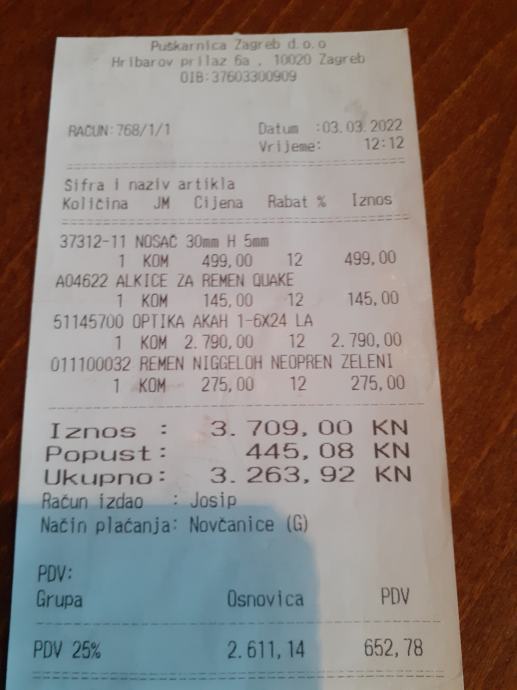 Puškarnica Zagreb d.o.o
Hribarov prilaz 6a , 10020 Zagreb
OIB:37603300909
RAČUN:768/1/1 Datum :03.03.2022
Vrijeme: 12:12
Šifra i naziv artikla
Količina JM Cijena Rabat % Iznos
37312-11 NOSAČ 30mm H 5mm
1 KOM 499,00 12 499,00
A04622 ALKICE ZA REMEN QUAKE
1 KOM 145,00 12 145,00
51145700 OPTIKA AKAH 1-6X24 LA
1 KOM 2.790,00 12 2.790,00
011100032 REMEN NIGGELOH NEOPREN ZELENI
1 KOM 275,00 12 275,00
Iznos : 3.709,00 KN
Popust: 445,08 KN
Ukupno: 3.263,92 KN
Račun izdao : Josip
Način plaćanja: Novčanice (G)
PDV:
Grupa Osnovica PDV
PDV 25% 2.611,14 652,78